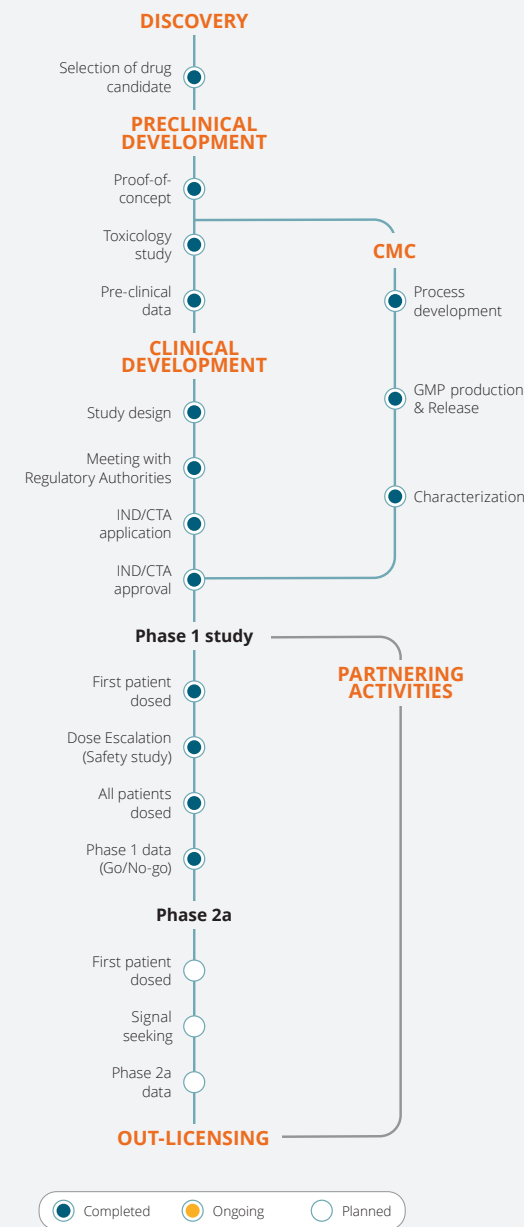 DISCOVERY
Selection of drug
candidate
PRECLINICAL
DEVELOPMENT
Proof-of-
concept
Toxicology
study
Pre-clinical
data
CMC
Process
development
GMP production
& Release
Characterization
CLINICAL
DEVELOPMENT
Study design
Meeting with
Regulatory Authorities
IND/CTA
application
IND/CTA
approval
Phase 1 study
PARTNERING
ACTIVITIES
First patient
dosed
Dose Escalation
(Safety study)
All patients
dosed
Phase 1 data
(Go/No-go)
Phase 2a
First patient
dosed
Signal
seeking
Phase 2a
data
OUT-LICENSING
Completed
Ongoing
Planned